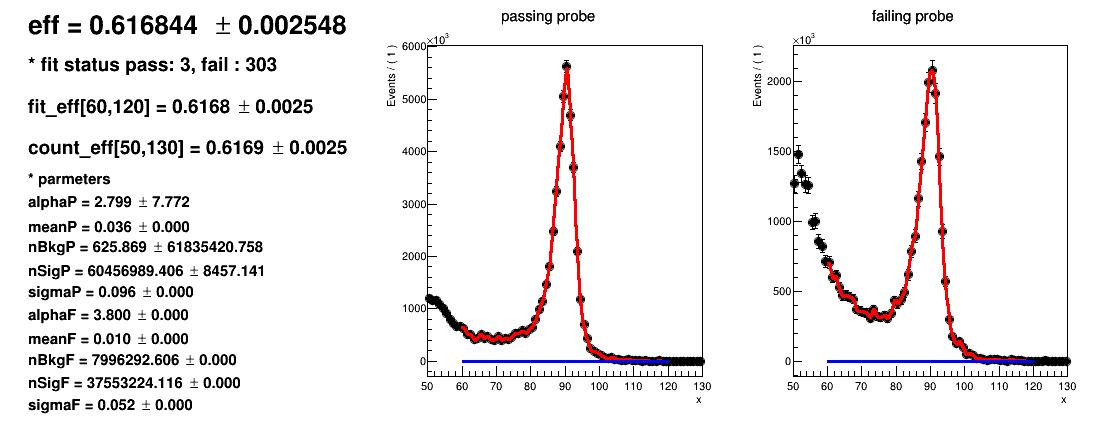 eff = 0.616844 ± 0.002548
* fit status pass: 3, fail : 303
fit_eff[60,120] = 0.6168 ± 0.0025
count_eff[50,130] = 0.6169 ± 0.0025
* parmeters
alphaP = 2.799 ± 7.772
meanP = 0.036 ± 0.000
nBkgP = 625.869 ± 61835420.758
nSigP = 60456989.406 ± 8457.141
sigmaP = 0.096 ± 0.000
alphaF = 3.800 ± 0.000
meanF = 0.010 ± 0.000
nBkgF = 7996292.606 ± 0.000
nSigF = 37553224.116 ± 0.000
sigmaF = 0.052 ± 0.000
passing probe
×10³
Events / ( 1 )
6000
5000
4000
3000
2000
1000
0
50 60 70 80 90 100 110 120 130
x
failing probe
×10³
Events / ( 1 )
2000
1500
1000
500
0
50 60 70 80 90 100 110 120 130
x